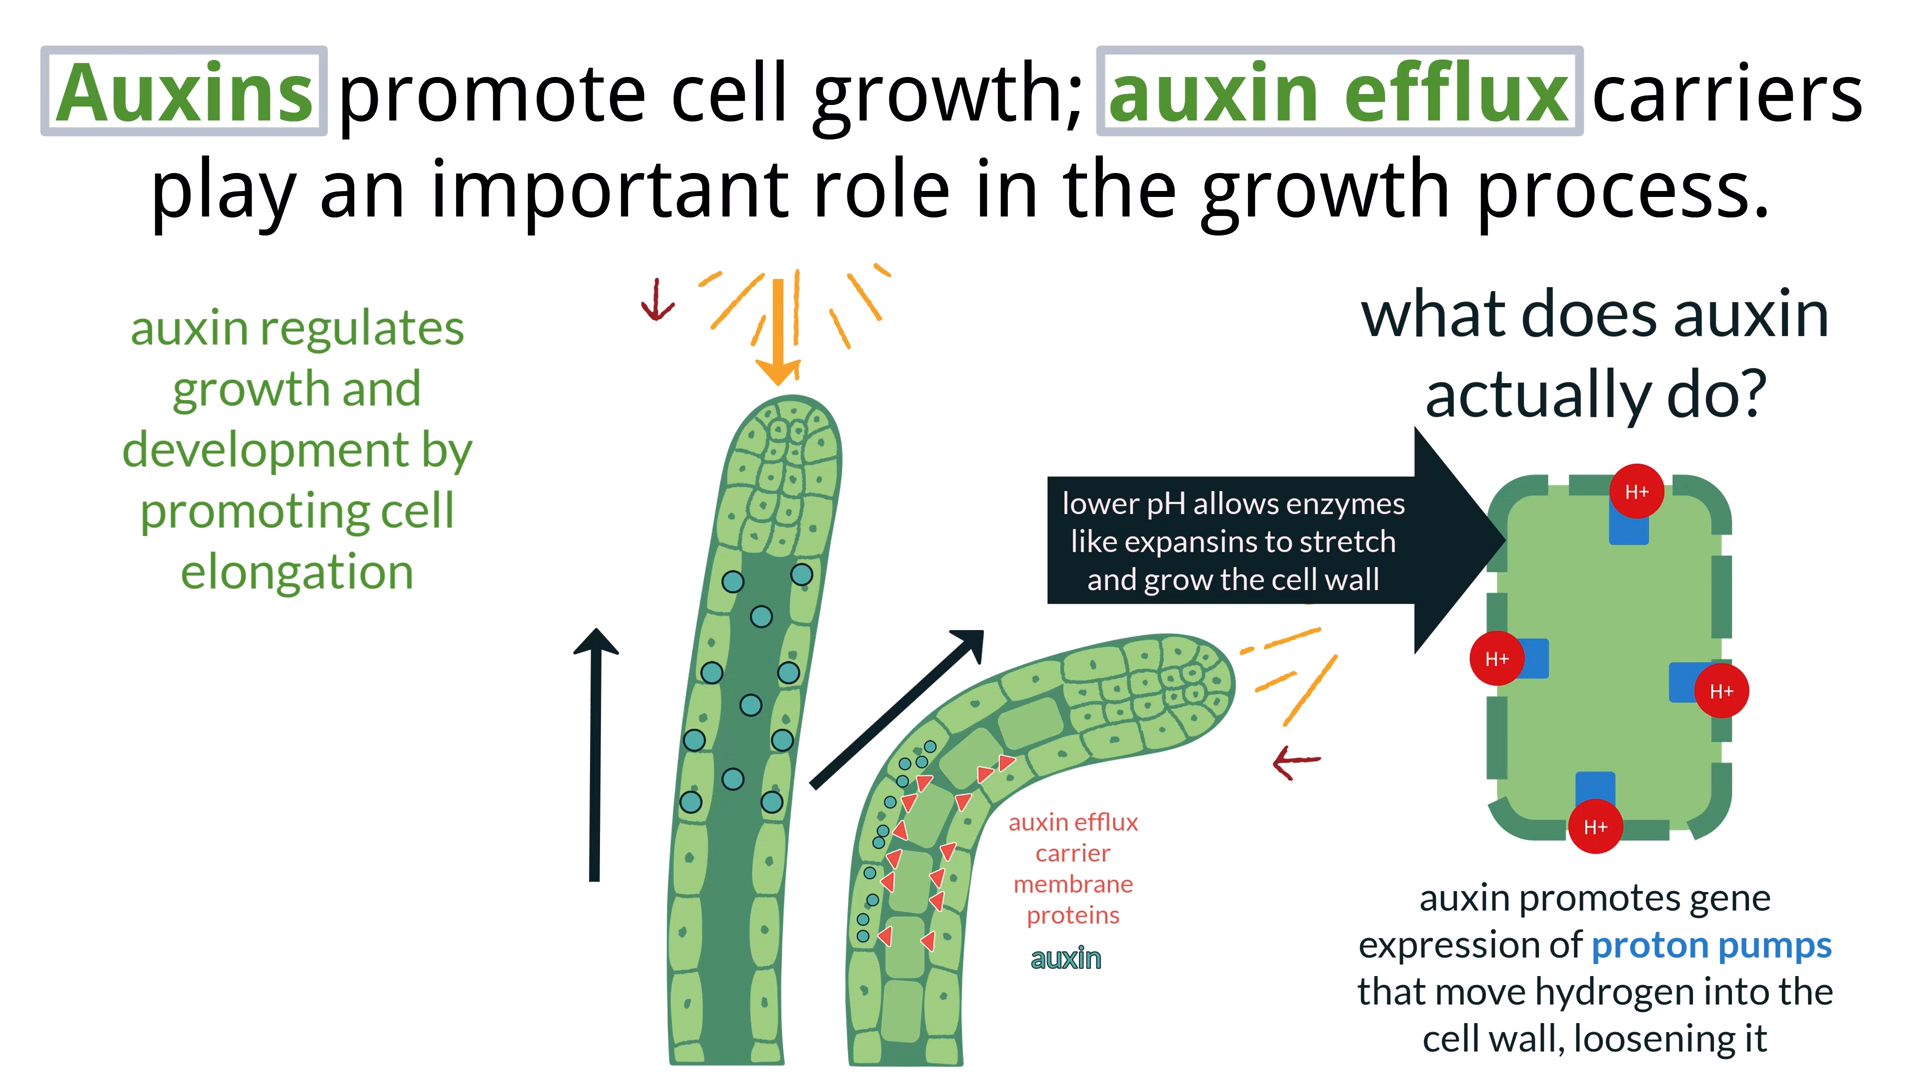 Auxins promote cell growth; auxin efflux carriers
play an important role in the growth process.
auxin regulates
growth and
development by
promoting cell
elongation
what does auxin
actually do?
lower pH allows enzymes
like expansins to stretch
and grow the cell wall
H+
H+
H+
H+
auxin efflux
carrier
membrane
proteins
auxin
auxin promotes gene
expression of proton pumps
that move hydrogen into the
cell wall, loosening it